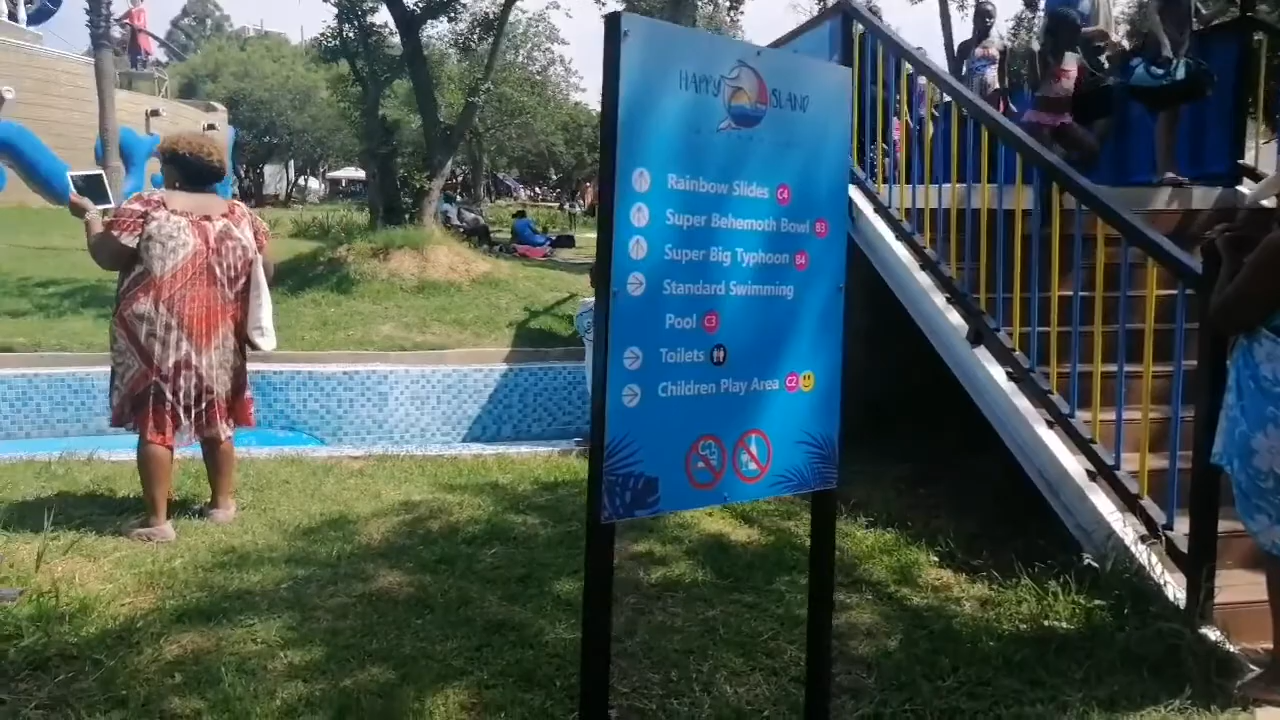 HAPPY ISLAND
Rainbow Slides C4
Super Behemoth Bowl B3
Super Big Typhoon B4
Standard Swimming
Pool C3
Toilets
Children Play Area C2